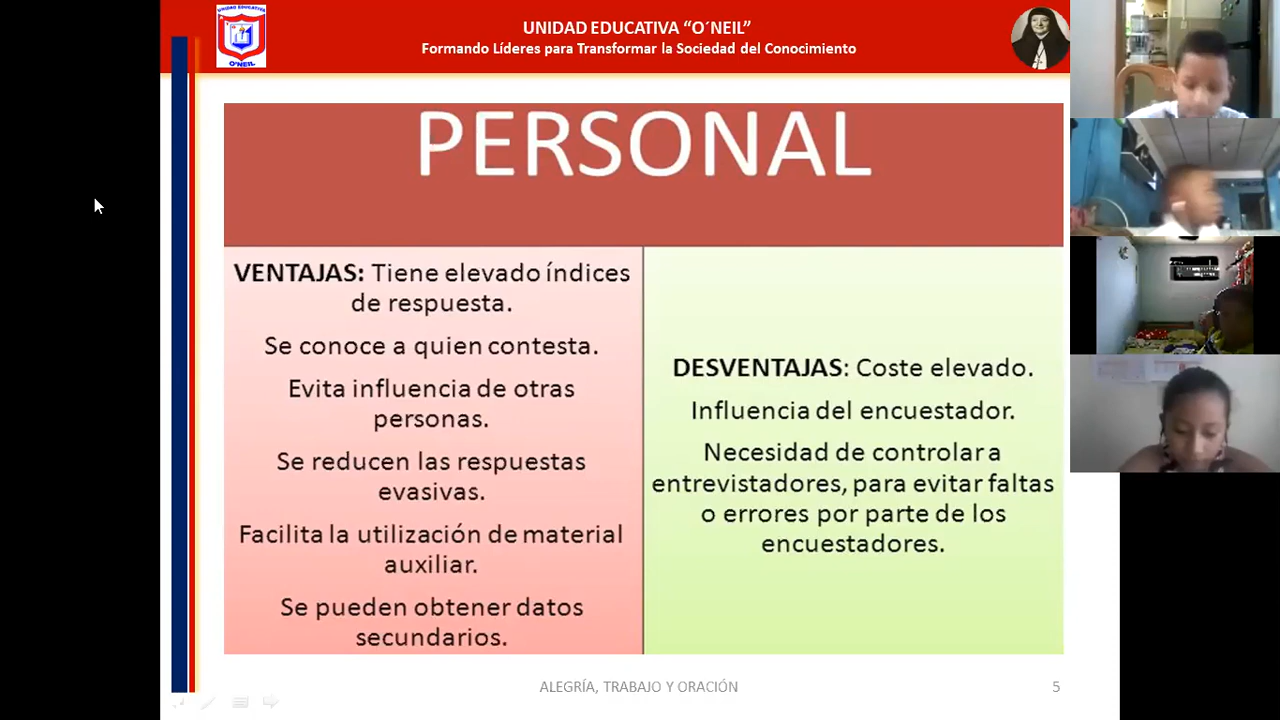 UNIDAD EDUCATIVA
O'NEIL
UNIDAD EDUCATIVA “O´NEIL”
Formando Líderes para Transformar la Sociedad del Conocimiento
PERSONAL
VENTAJAS: Tiene elevado índices
de respuesta.
Se conoce a quien contesta.
Evita influencia de otras
personas.
Se reducen las respuestas
evasivas.
Facilita la utilización de material
auxiliar.
Se pueden obtener datos
secundarios.
DESVENTAJAS: Coste elevado.
Influencia del encuestador.
Necesidad de controlar a
entrevistadores, para evitar faltas
o errores por parte de los
encuestadores.
ALEGRÍA, TRABAJO Y ORACIÓN
5